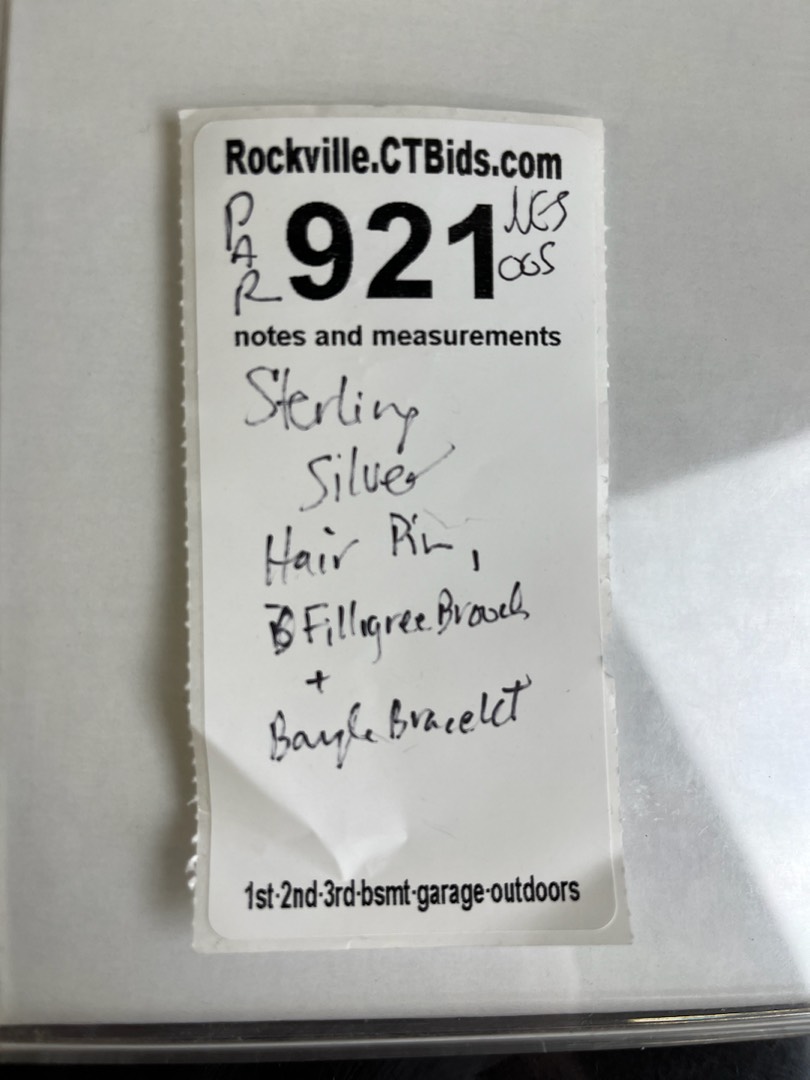 Rockville.CTBids.com
PAR
921
notes and measurements
Sterling
Silver
Hair Pin,
Filligree Brooch
+
Bangle Bracelet
1st-2nd-3rd-bsmt-garage-outdoors